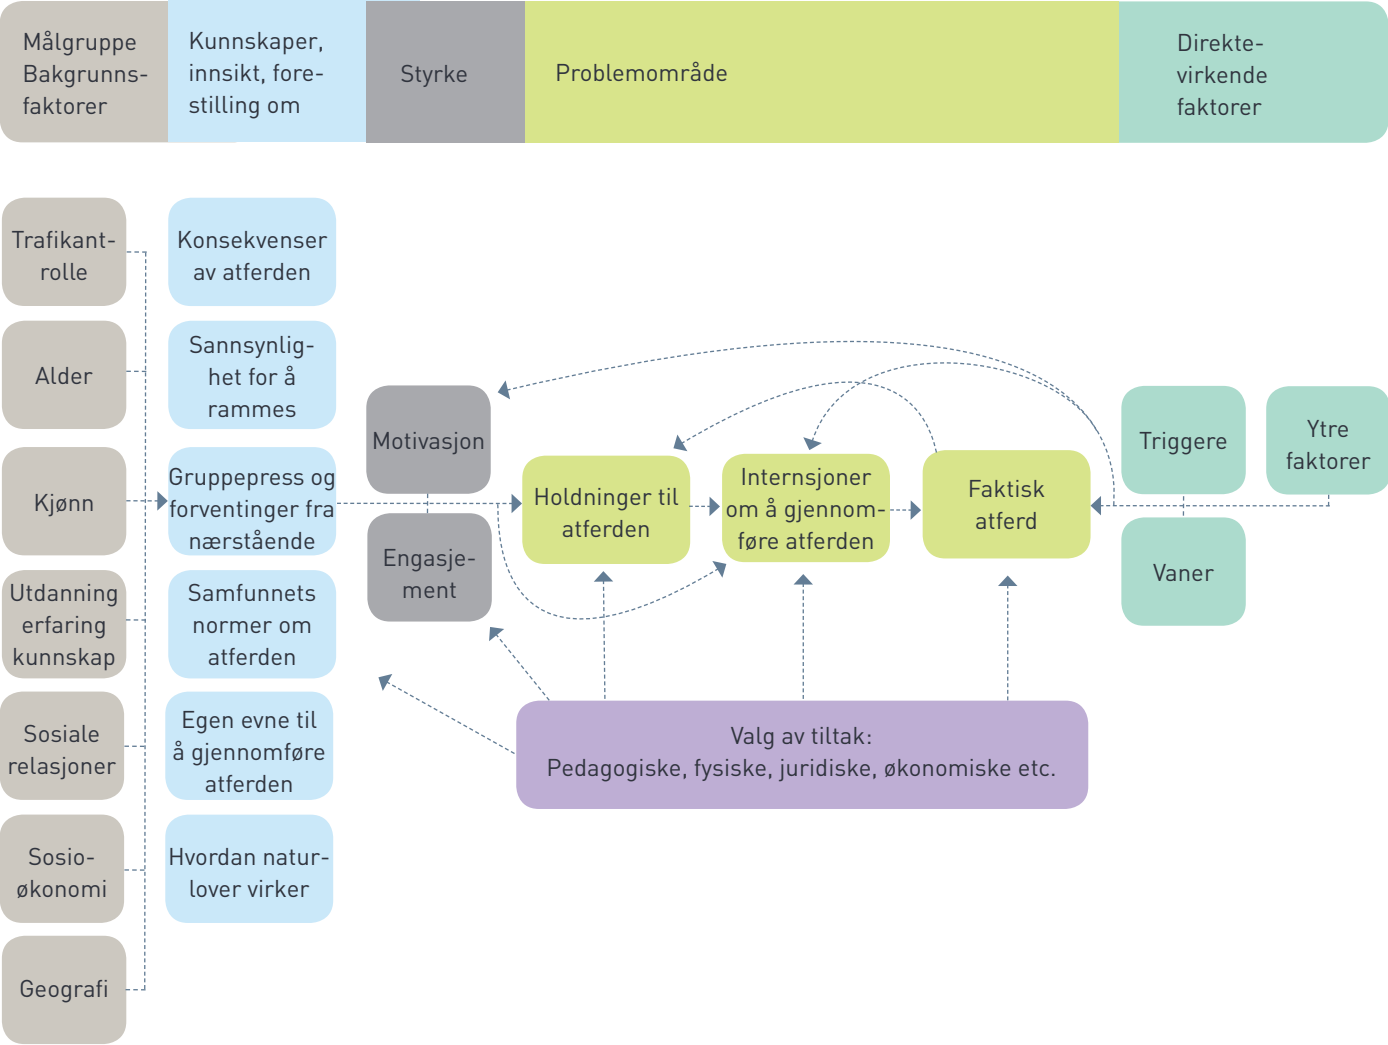 Målgruppe
Bakgrunns-
faktorer
Kunnskaper,
innsikt, fore-
stilling om
Styrke
Problemområde
Direkte-
virkende
faktorer
Trafikant-
rolle
Alder
Kjønn
Utdanning
erfaring
kunnskap
Sosiale
relasjoner
Sosio-
økonomi
Geografi
Konsekvenser
av atferden
Sannsynlig-
het for å
rammes
Gruppepress og
forventinger fra
nærstående
Samfunnets
normer om
atferden
Egen evne til
å gjennomføre
atferden
Hvordan natur-
lover virker
Motivasjon
Engasje-
ment
Holdninger til
atferden
Internsjoner
om å gjennom-
føre atferden
Faktisk
atferd
Triggere
Vaner
Ytre
faktorer
Valg av tiltak:
Pedagogiske, fysiske, juridiske, økonomiske etc.